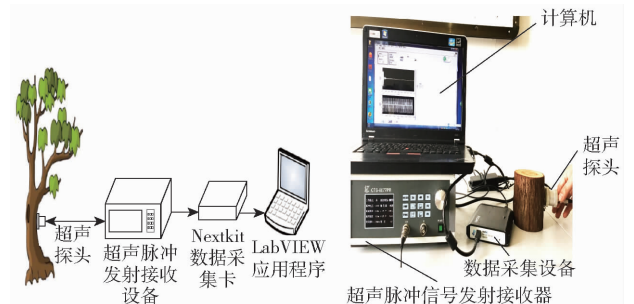 计算机
超声
探头
超声
探头
超声脉冲
发射接收
设备
Nextkit
数据采
集卡
LabVIEW
应用程序
数据采集设备
超声脉冲信号发射接收器